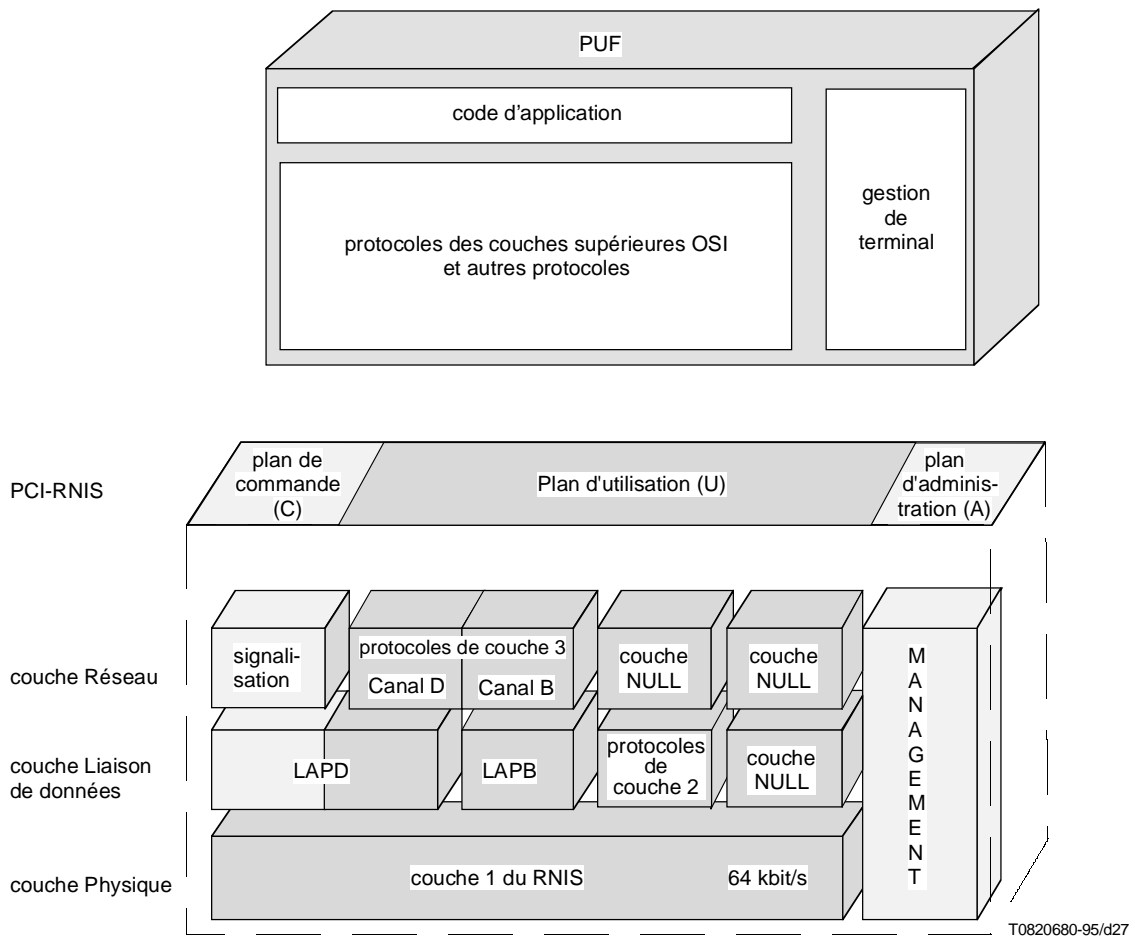 PUF
code d'application
protocoles des couches supérieures OSI
et autres protocoles
gestion
de
terminal
PCI-RNIS
plan de
commande
(C)
Plan d'utilisation (U)
plan
d'adminis-
tration (A)
couche Réseau
signali-
sation
protocoles de couche 3
Canal D
Canal B
couche
NULL
couche
NULL
couche Liaison
de données
LAPD
LAPB
protocoles
de
couche 2
couche
NULL
couche Physique
couche 1 du RNIS
64 kbit/s
M
A
N
A
G
E
M
E
N
T
T0820680-95/d27